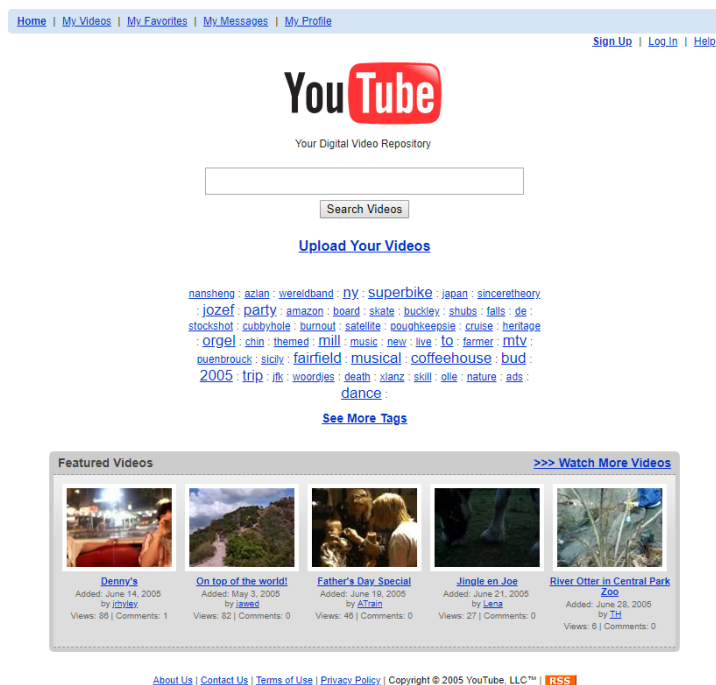 Home | My Videos | My Favorites | My Messages | My Profile
Sign Up | Log In | Help
YouTube
Your Digital Video Repository
Search Videos
Upload Your Videos
nansheng : azlan : wereldband : ny : superbike : japan : sinceretheory
: jozef : party : amazon : board : skate : buckley : shubs : falls : de :
stockshot : cubbyhole : burnout : satellite : poughkeepsie : cruise : heritage
: orgel : chin : themed : mill : music : new : live : to : farmer : mtv :
puenbrouck : sicily : fairfield : musical : coffeehouse : bud :
2005 : trip : jfk : woordjes : death : xlanz : skill : olle : nature : ads :
dance :
See More Tags
Featured Videos >>> Watch More Videos
Denny's
Added: June 14, 2005
by jrhyley
Views: 86 | Comments: 1
On top of the world!
Added: May 3, 2005
by jawed
Views: 82 | Comments: 0
Father's Day Special
Added: June 19, 2005
by ATrain
Views: 46 | Comments: 0
Jingle en Joe
Added: June 21, 2005
by Lena
Views: 27 | Comments: 0
River Otter in Central Park
Zoo
Added: June 28, 2005
by TH
Views: 6 | Comments: 0
About Us | Contact Us | Terms of Use | Privacy Policy | Copyright © 2005 YouTube, LLC™ | RSS